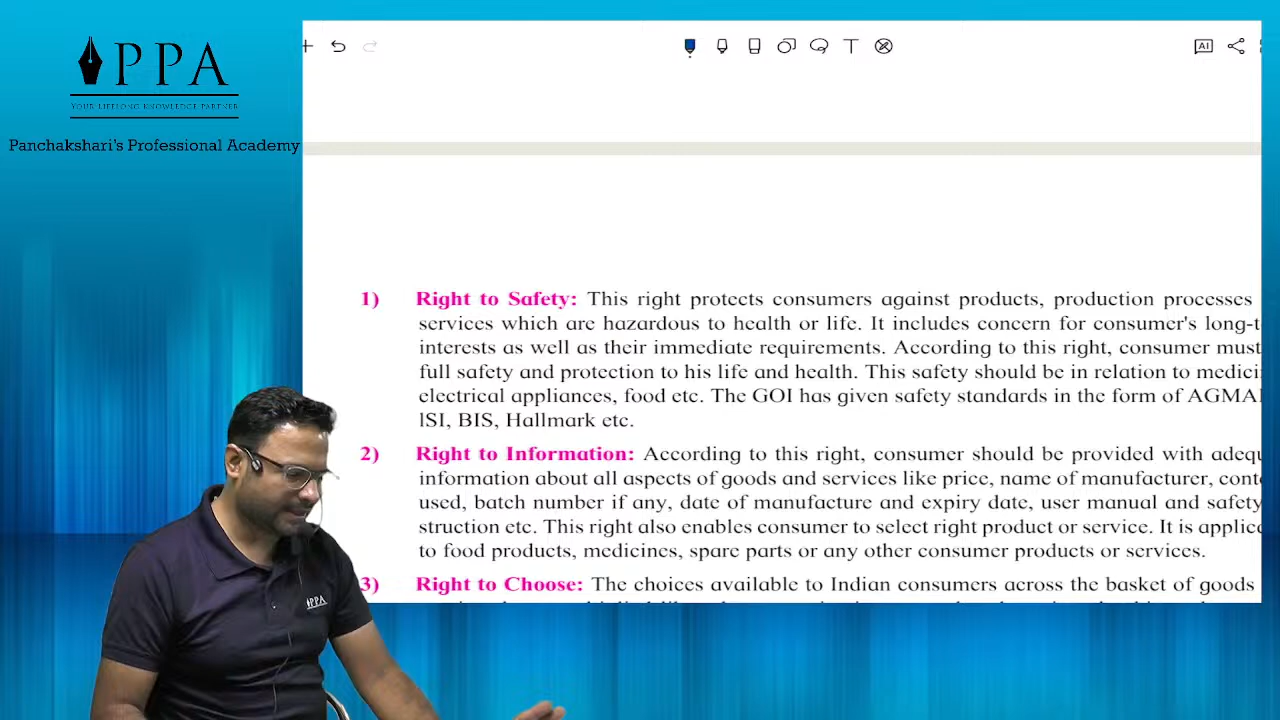 PPA
YOUR LIFELONG KNOWLEDGE PARTNER
Panchakshari's Professional Academy
T
AI
1) Right to Safety: This right protects consumers against products, production processes
services which are hazardous to health or life. It includes concern for consumer's long-t
interests as well as their immediate requirements. According to this right, consumer must
full safety and protection to his life and health. This safety should be in relation to medici
electrical appliances, food etc. The GOI has given safety standards in the form of AGMA
lSI, BIS, Hallmark etc.
2) Right to Information: According to this right, consumer should be provided with adequ
information about all aspects of goods and services like price, name of manufacturer, cont
used, batch number if any, date of manufacture and expiry date, user manual and safety
struction etc. This right also enables consumer to select right product or service. It is applic
to food products, medicines, spare parts or any other consumer products or services.
3) Right to Choose: The choices available to Indian consumers across the basket of goods
PPA